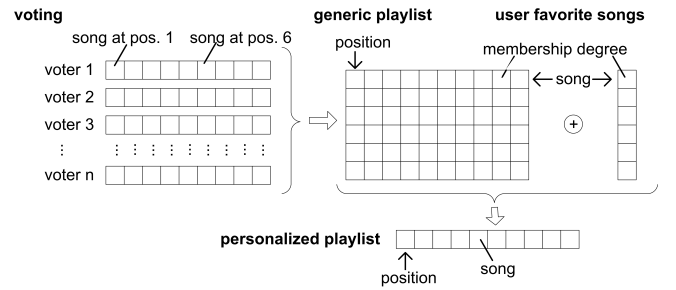 voting
song at pos. 1
song at pos. 6
voter 1
voter 2
voter 3
voter n
generic playlist
position
user favorite songs
membership degree
song
personalized playlist
position
song